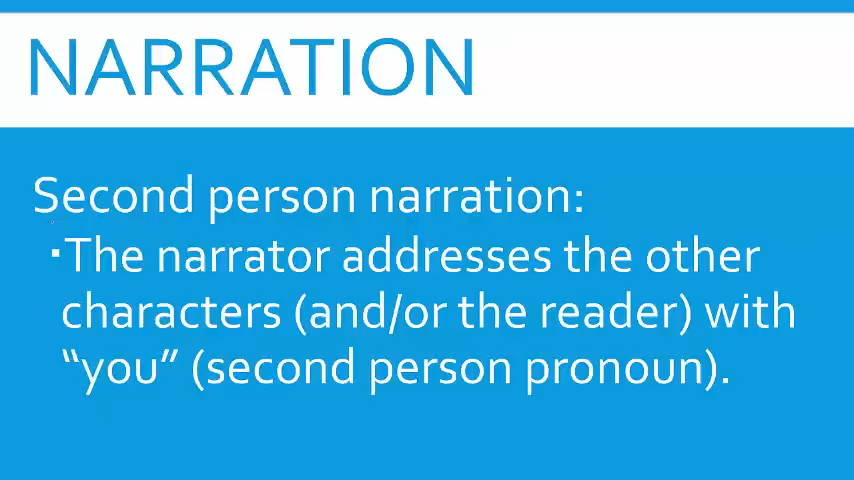 NARRATION
Second person narration:
▪The narrator addresses the other
characters (and/or the reader) with
“you” (second person pronoun).